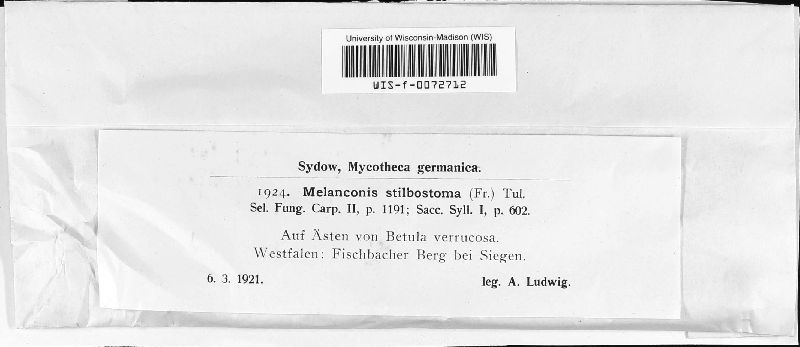 University of Wisconsin-Madison (WIS)
WIS-f-0072712
Sydow, Mycotheca germanica.
1924. Melanconis stilbostoma (Fr.) Tul.
Sel. Fung. Carp. II, p. 1191; Sacc. Syll. I, p. 602.
Auf Ästen von Betula verrucosa.
Westfalen: Fischbacher Berg bei Siegen.
6. 3. 1921. leg. A. Ludwig.